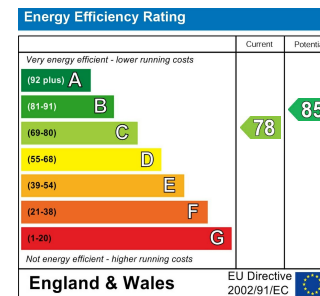 Energy Efficiency Rating
Current Potentia
Very energy efficient - lower running costs
(92 plus) A
(81-91) B
(69-80) C
(55-68) D
(39-54) E
(21-38) F
(1-20) G
78
85
Not energy efficient - higher running costs
England & Wales
EU Directive
2002/91/EC